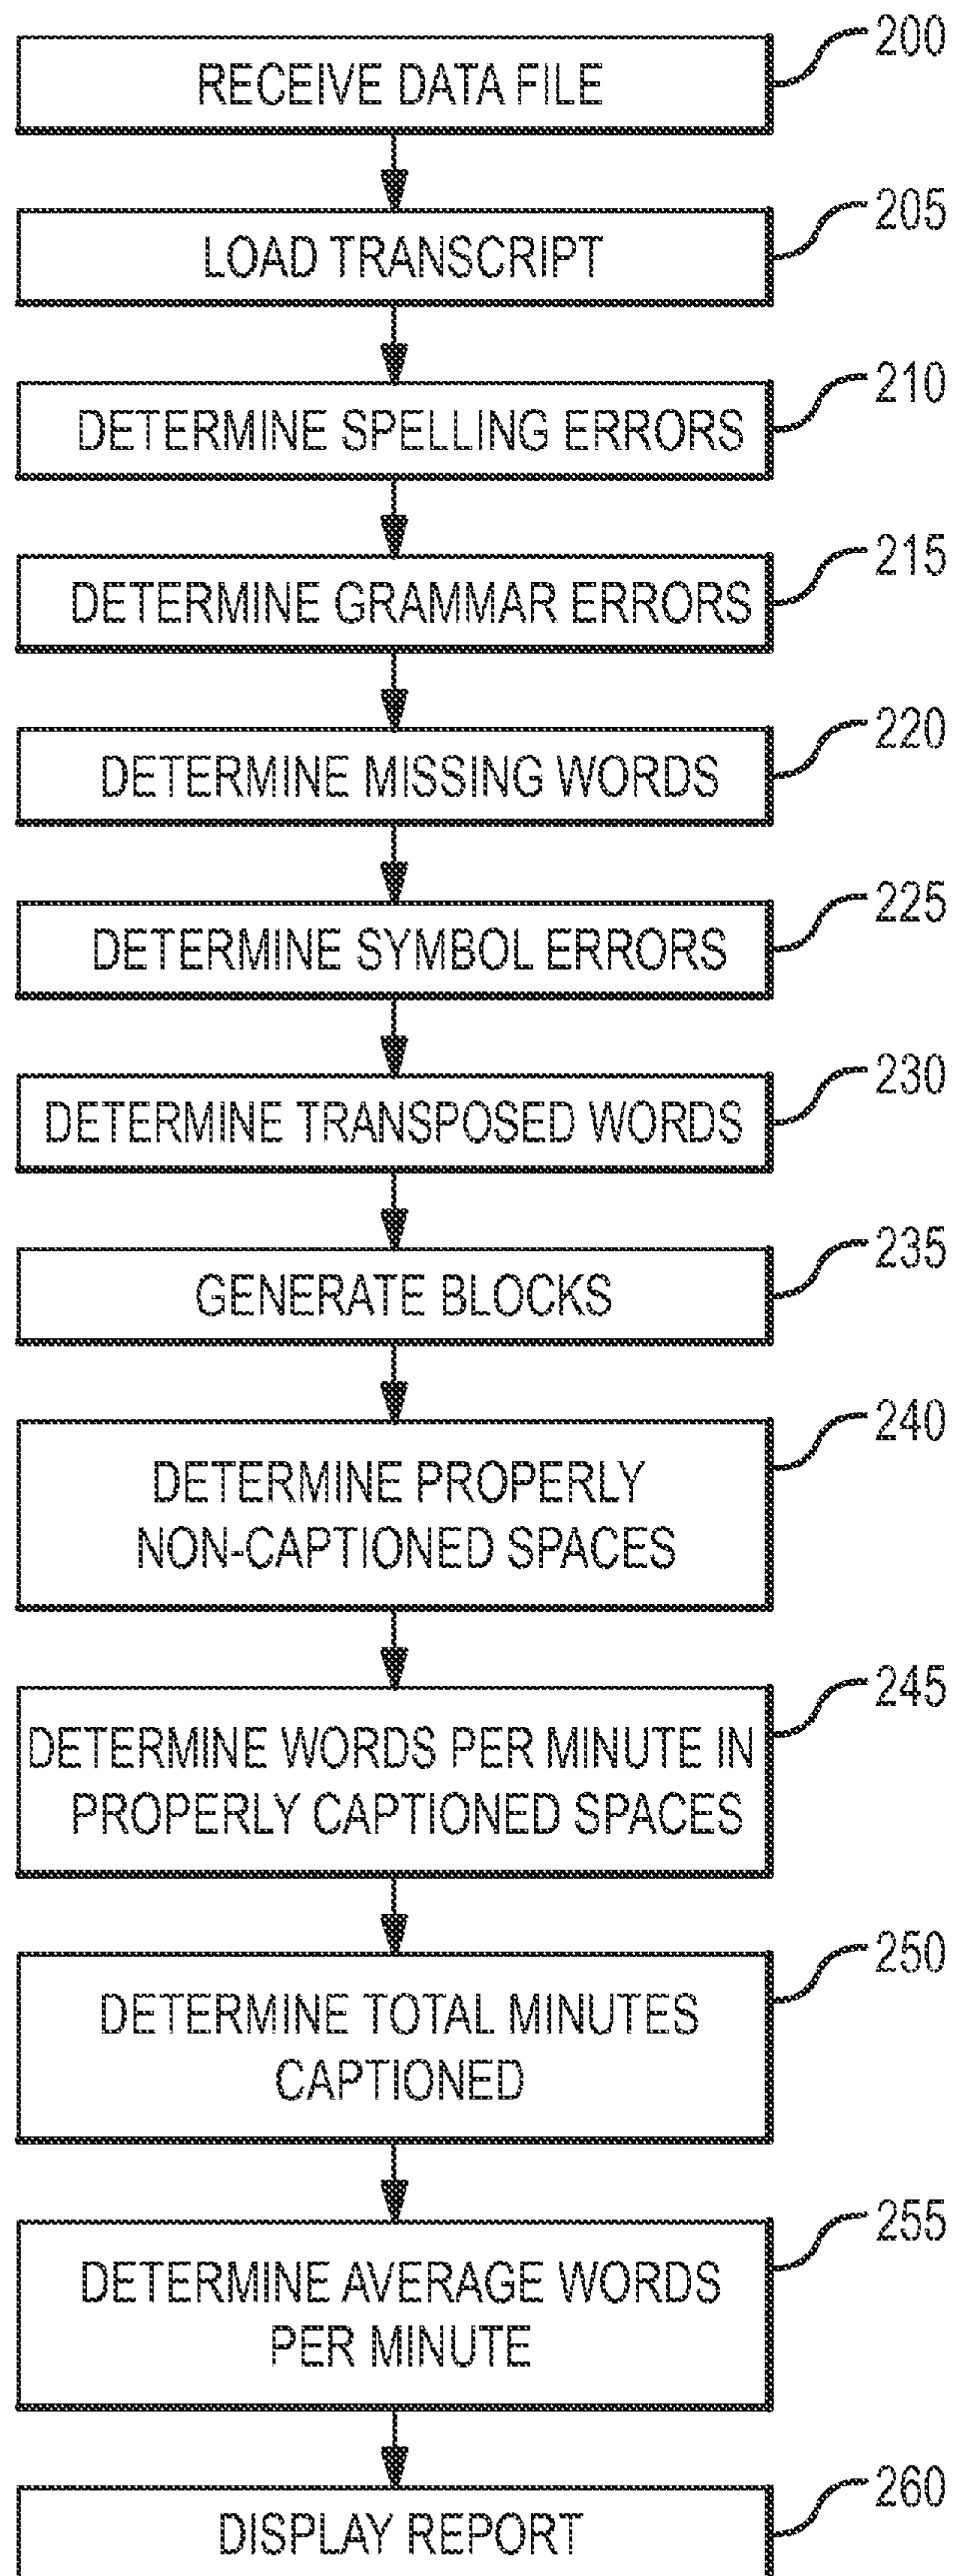 200
RECEIVE DATA FILE
205
LOAD TRANSCRIPT
210
DETERMINE SPELLING ERRORS
215
DETERMINE GRAMMAR ERRORS
220
DETERMINE MISSING WORDS
225
DETERMINE SYMBOL ERRORS
230
DETERMINE TRANSPOSED WORDS
235
GENERATE BLOCKS
240
DETERMINE PROPERLY
NON-CAPTIONED SPACES
245
DETERMINE WORDS PER MINUTE IN
PROPERLY CAPTIONED SPACES
250
DETERMINE TOTAL MINUTES
CAPTIONED
255
DETERMINE AVERAGE WORDS
PER MINUTE
260
DISPLAY REPORT